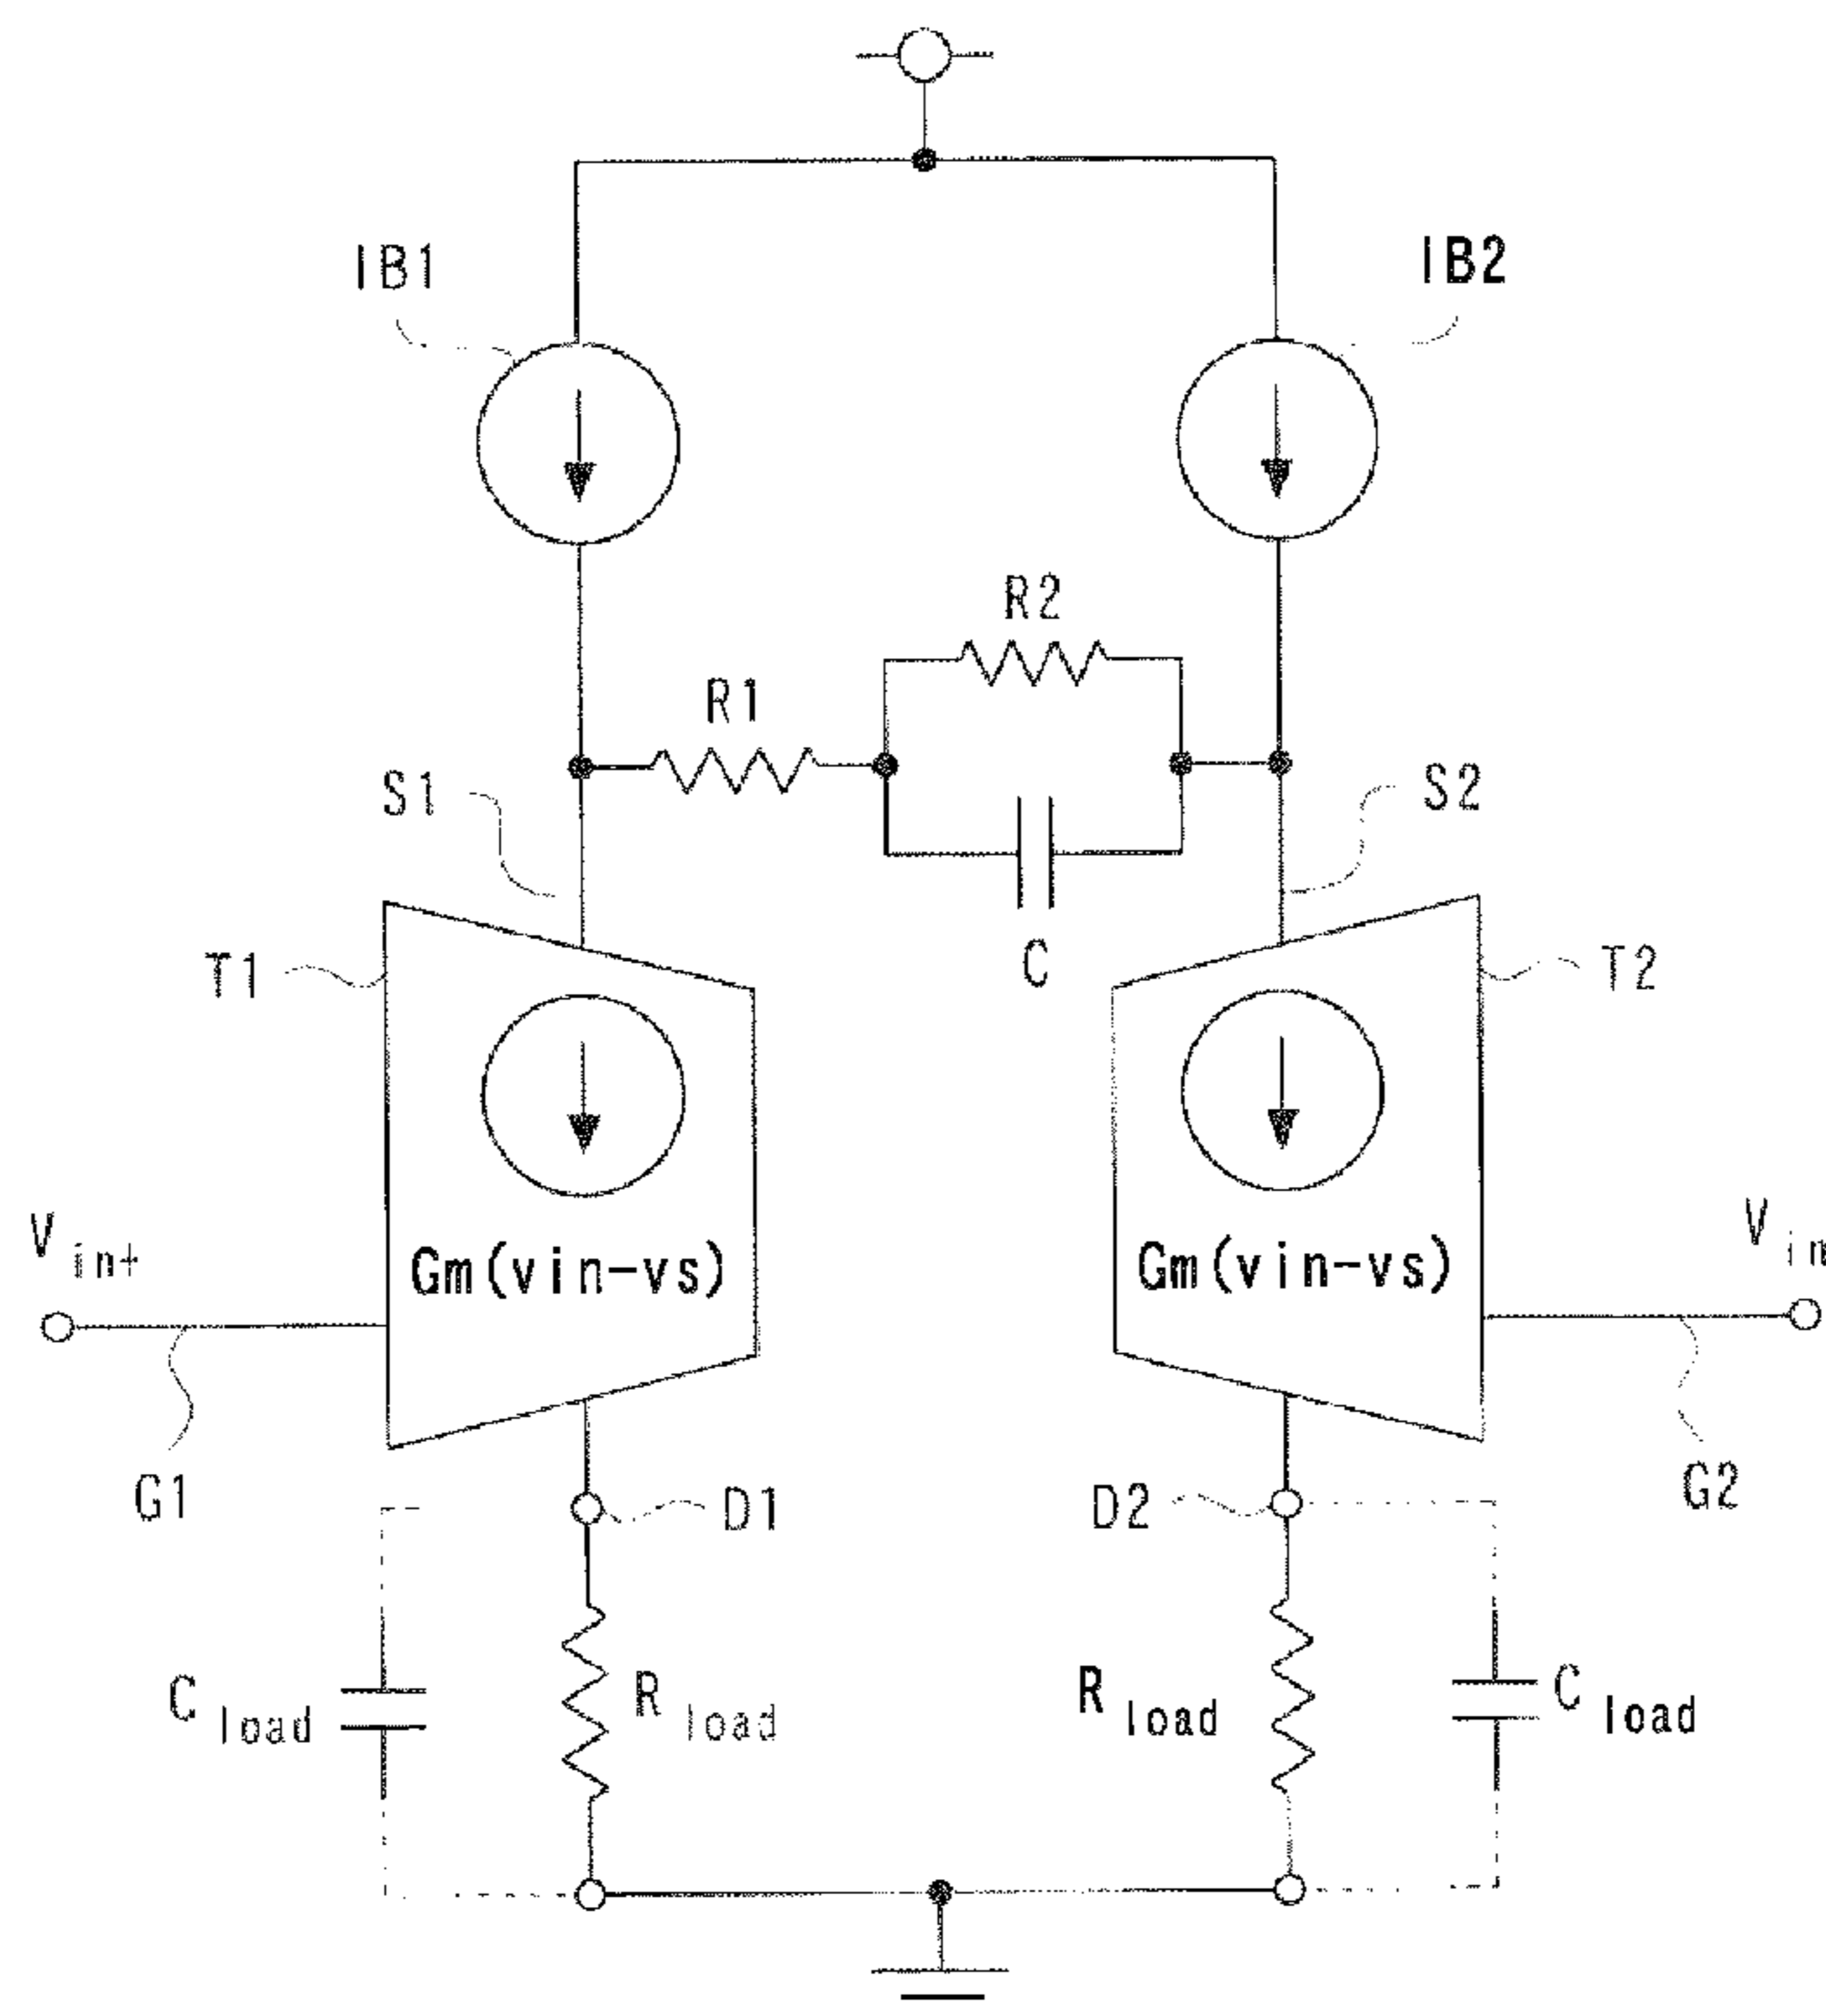 IB1
IB2
R2
R1
S1
S2
C
T1
T2
Vin+
Vin
Gm(vin-vs)
Gm(vin-vs)
G1
D1
D2
G2
Cload
Rload
Rload
Cload